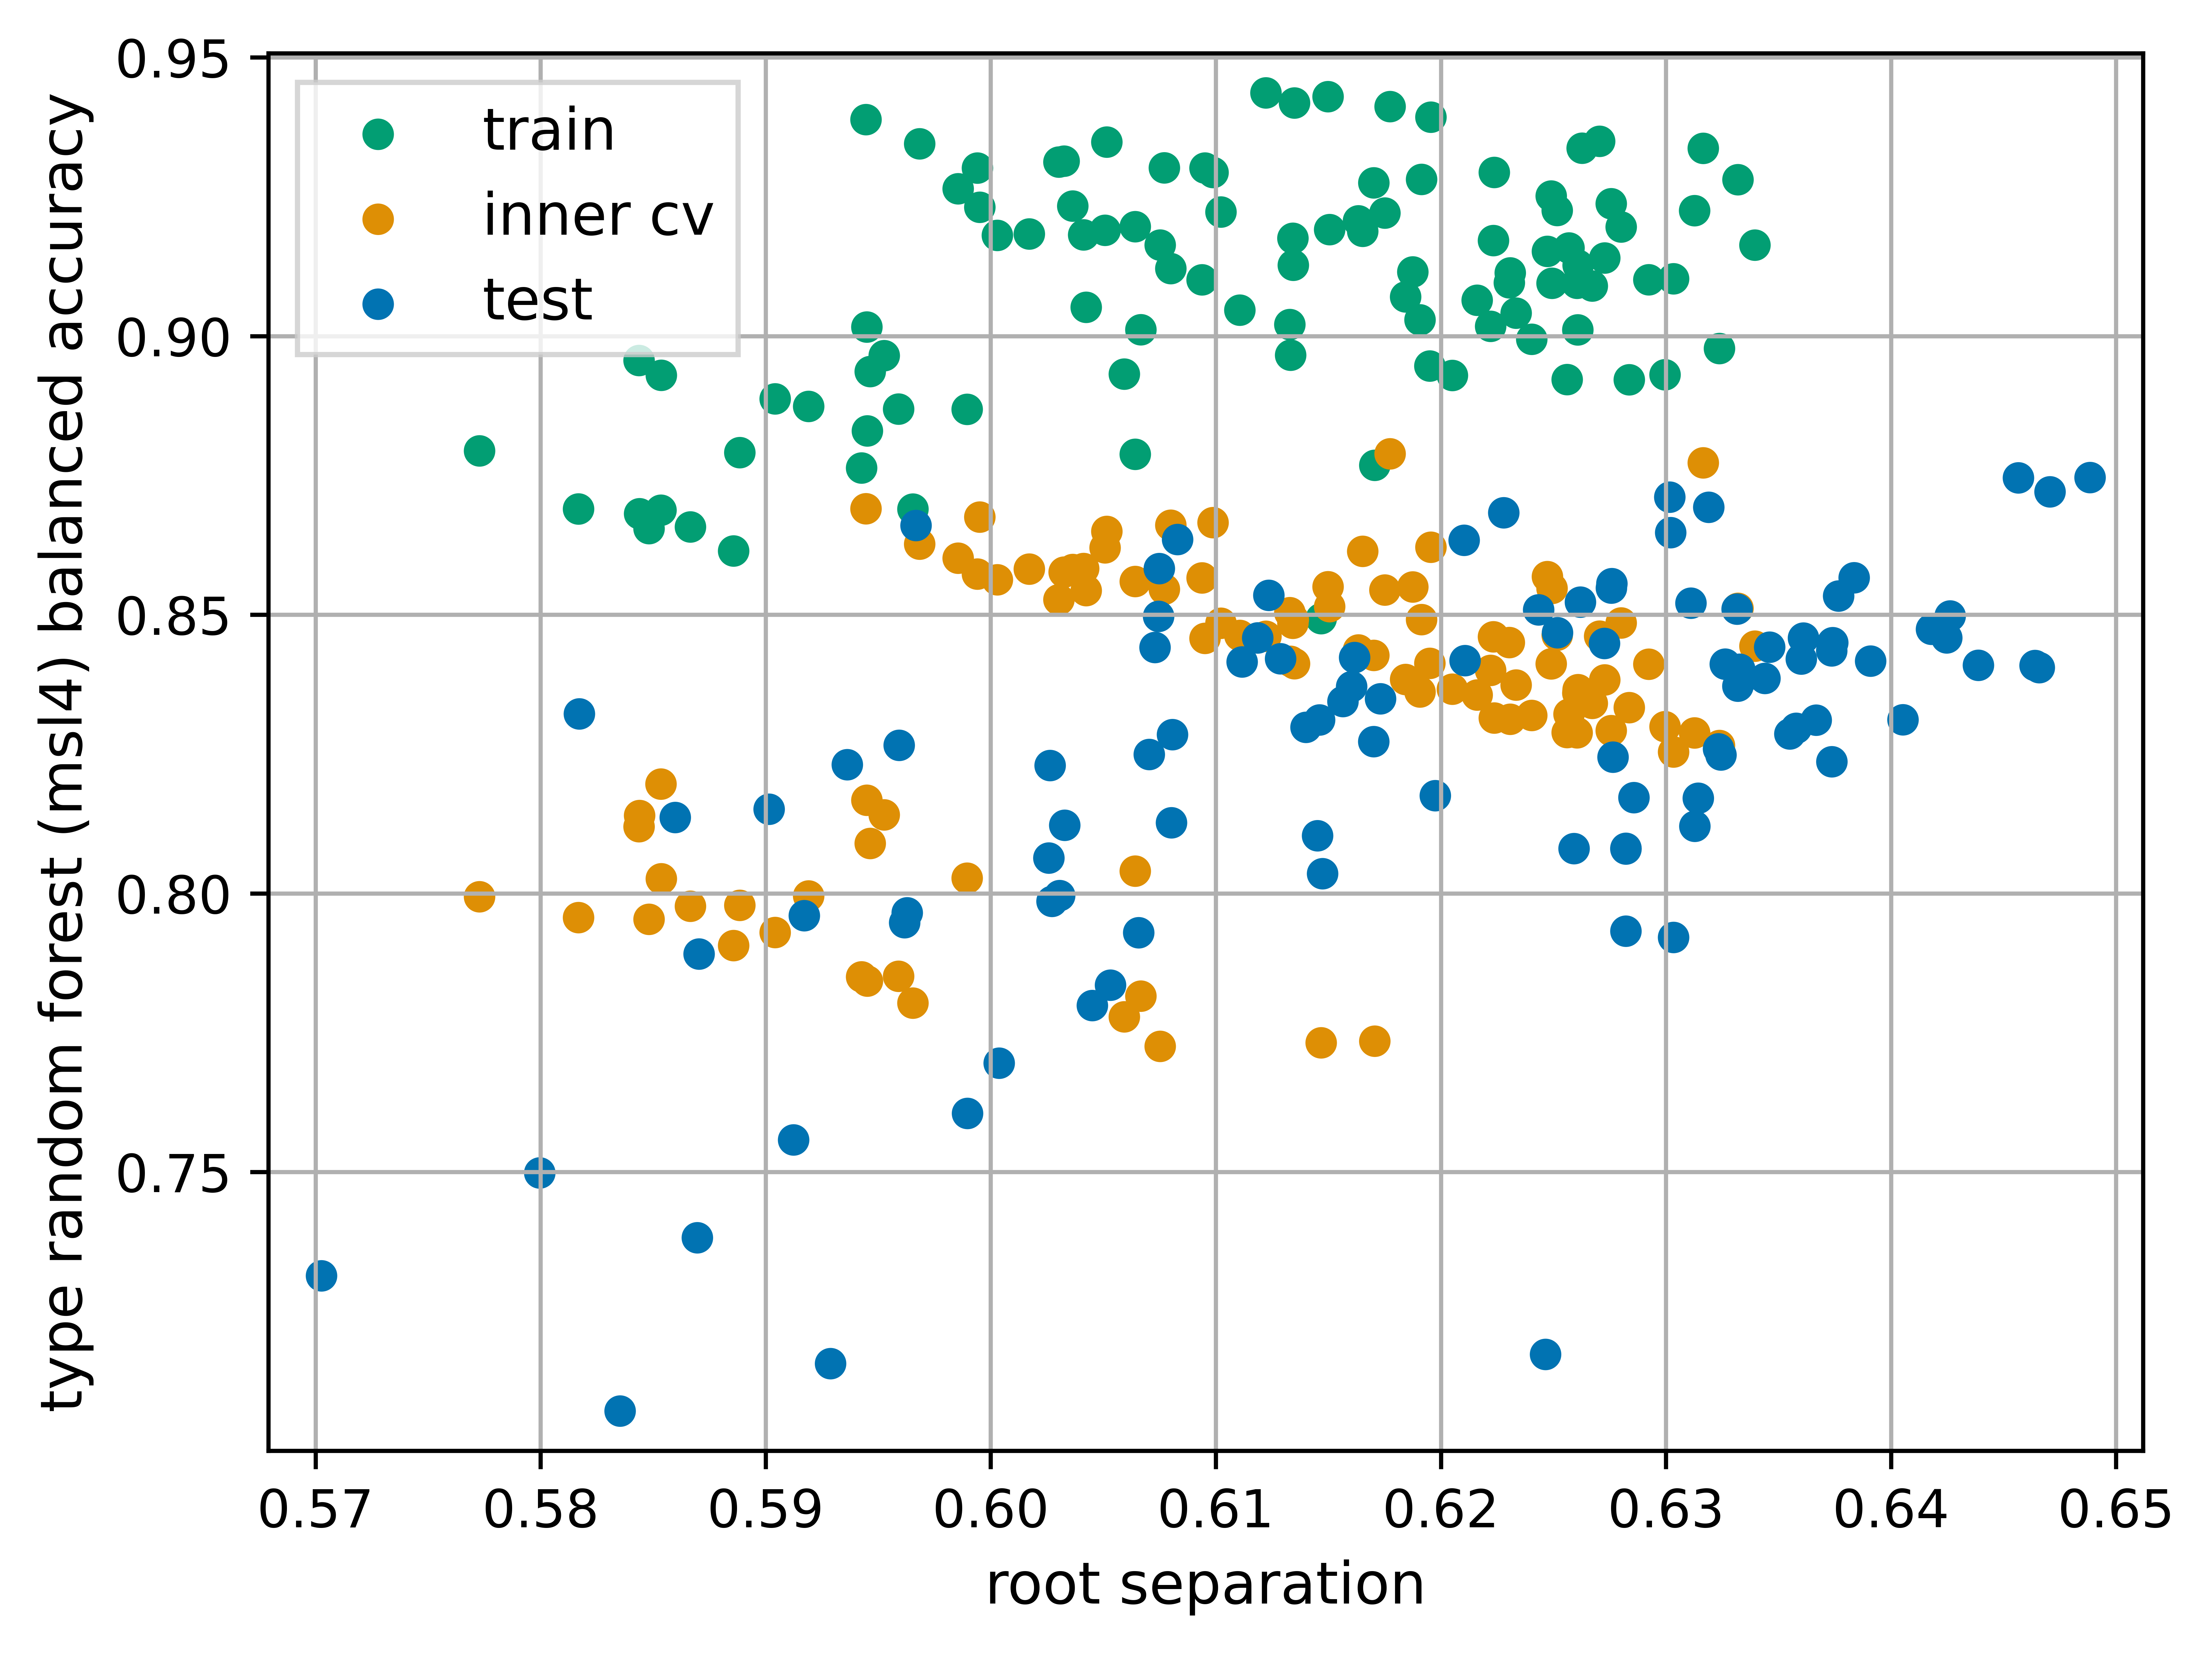 type random forest (msl4) balanced accuracy
0.95
0.90
0.85
0.80
0.75
train
inner cv
test
0.57 0.58 0.59 0.60 0.61 0.62 0.63 0.64 0.65
root separation